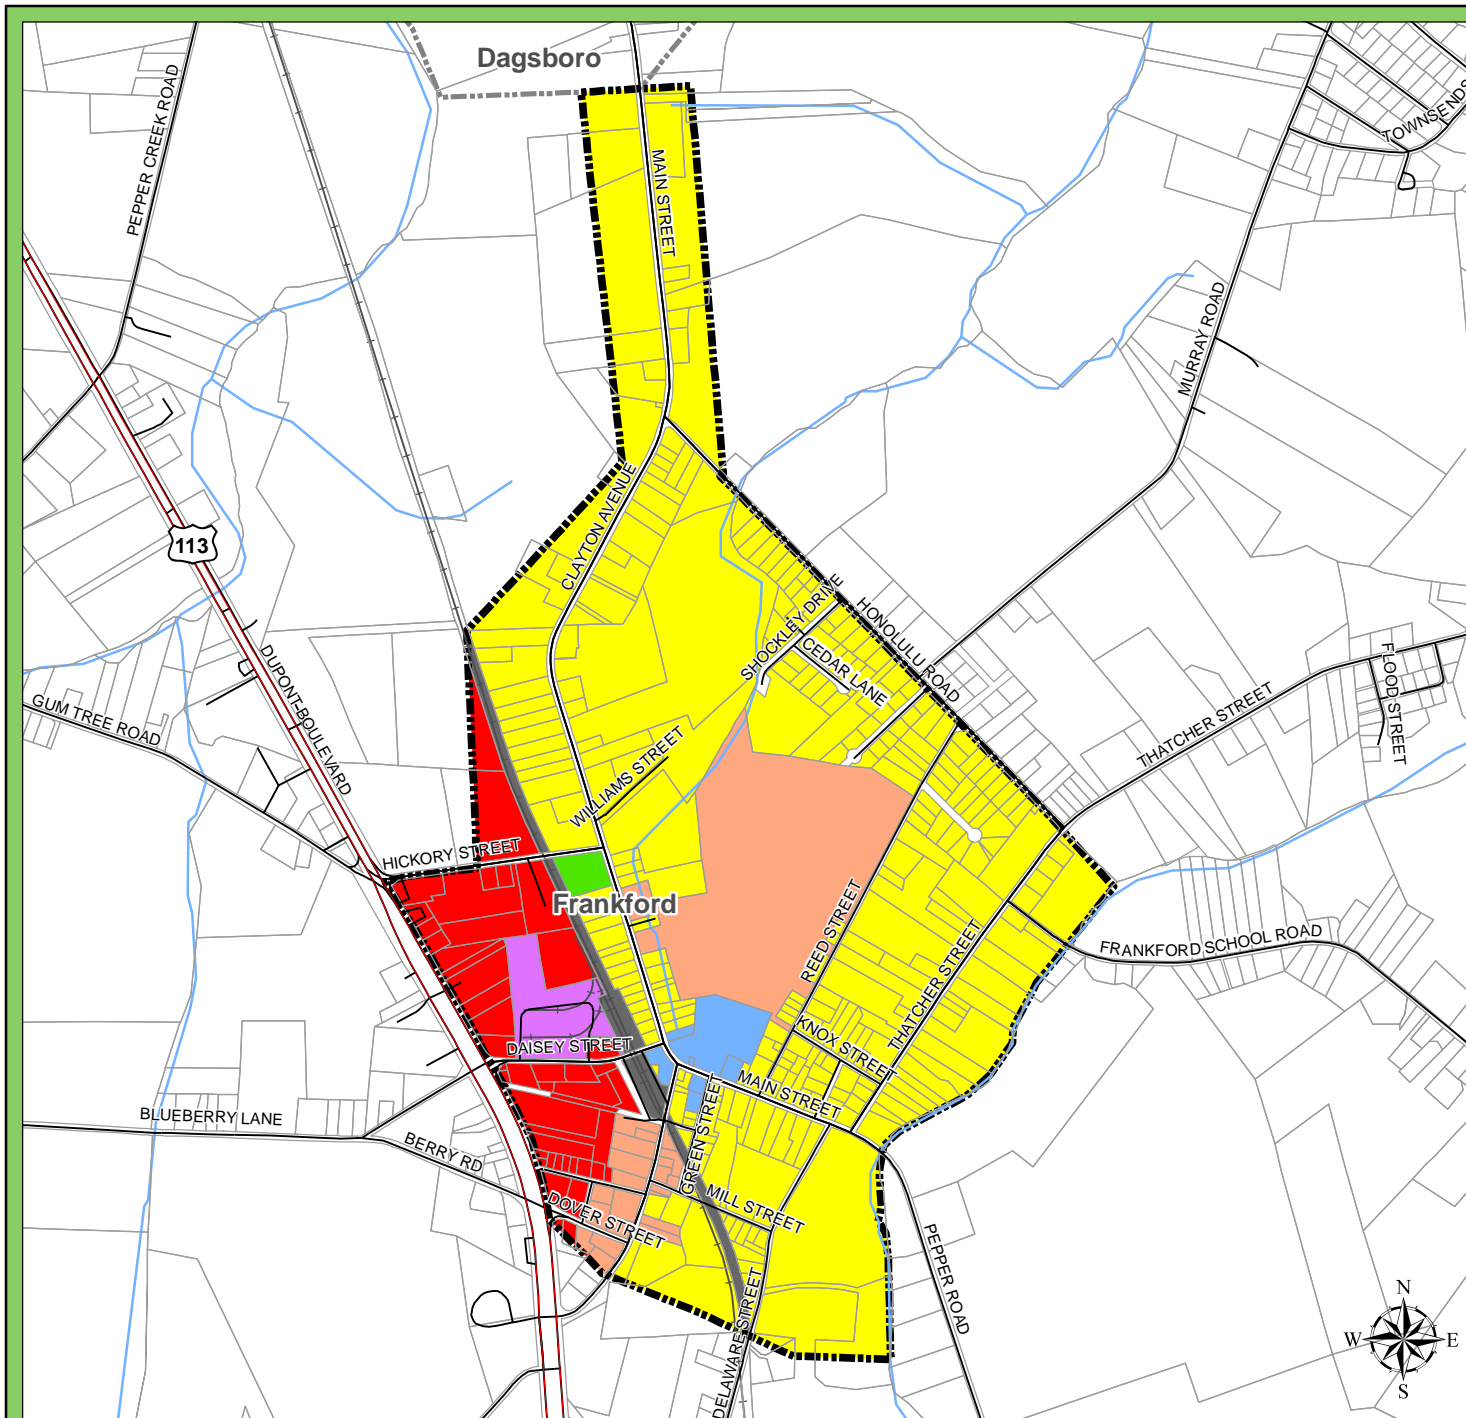 Dagsboro
PEPPER CREEK ROAD
MAIN STREET
TOWNSENDS
MURRAY ROAD
113
CLAYTON AVENUE
SHOCKLEY DRIVE
HONOLULU ROAD
CEDAR LANE
DUPONT BOULEVARD
GUM TREE ROAD
FLOOD STREET
THATCHER STREET
WILLIAMS STREET
HICKORY STREET
Frankford
REED STREET
THATCHER STREET
FRANKFORD SCHOOL ROAD
KNOX STREET
DAISEY STREET
MAIN STREET
BLUEBERRY LANE
BERRY RD
GREEN STREET
MILL STREET
DOVER STREET
PEPPER ROAD
DELAWARE STREET
N
W E
S